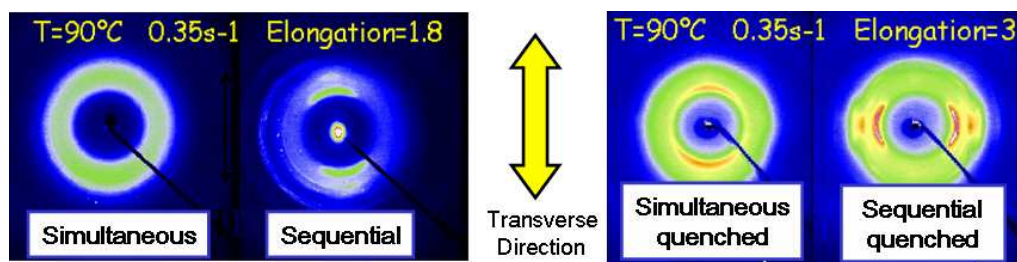 T=90°C 0.35s-1 Elongation=1.8
Simultaneous
Sequential
Transverse
Direction
T=90°C 0.35s-1 Elongation=3
Simultaneous
quenched
Sequential
quenched